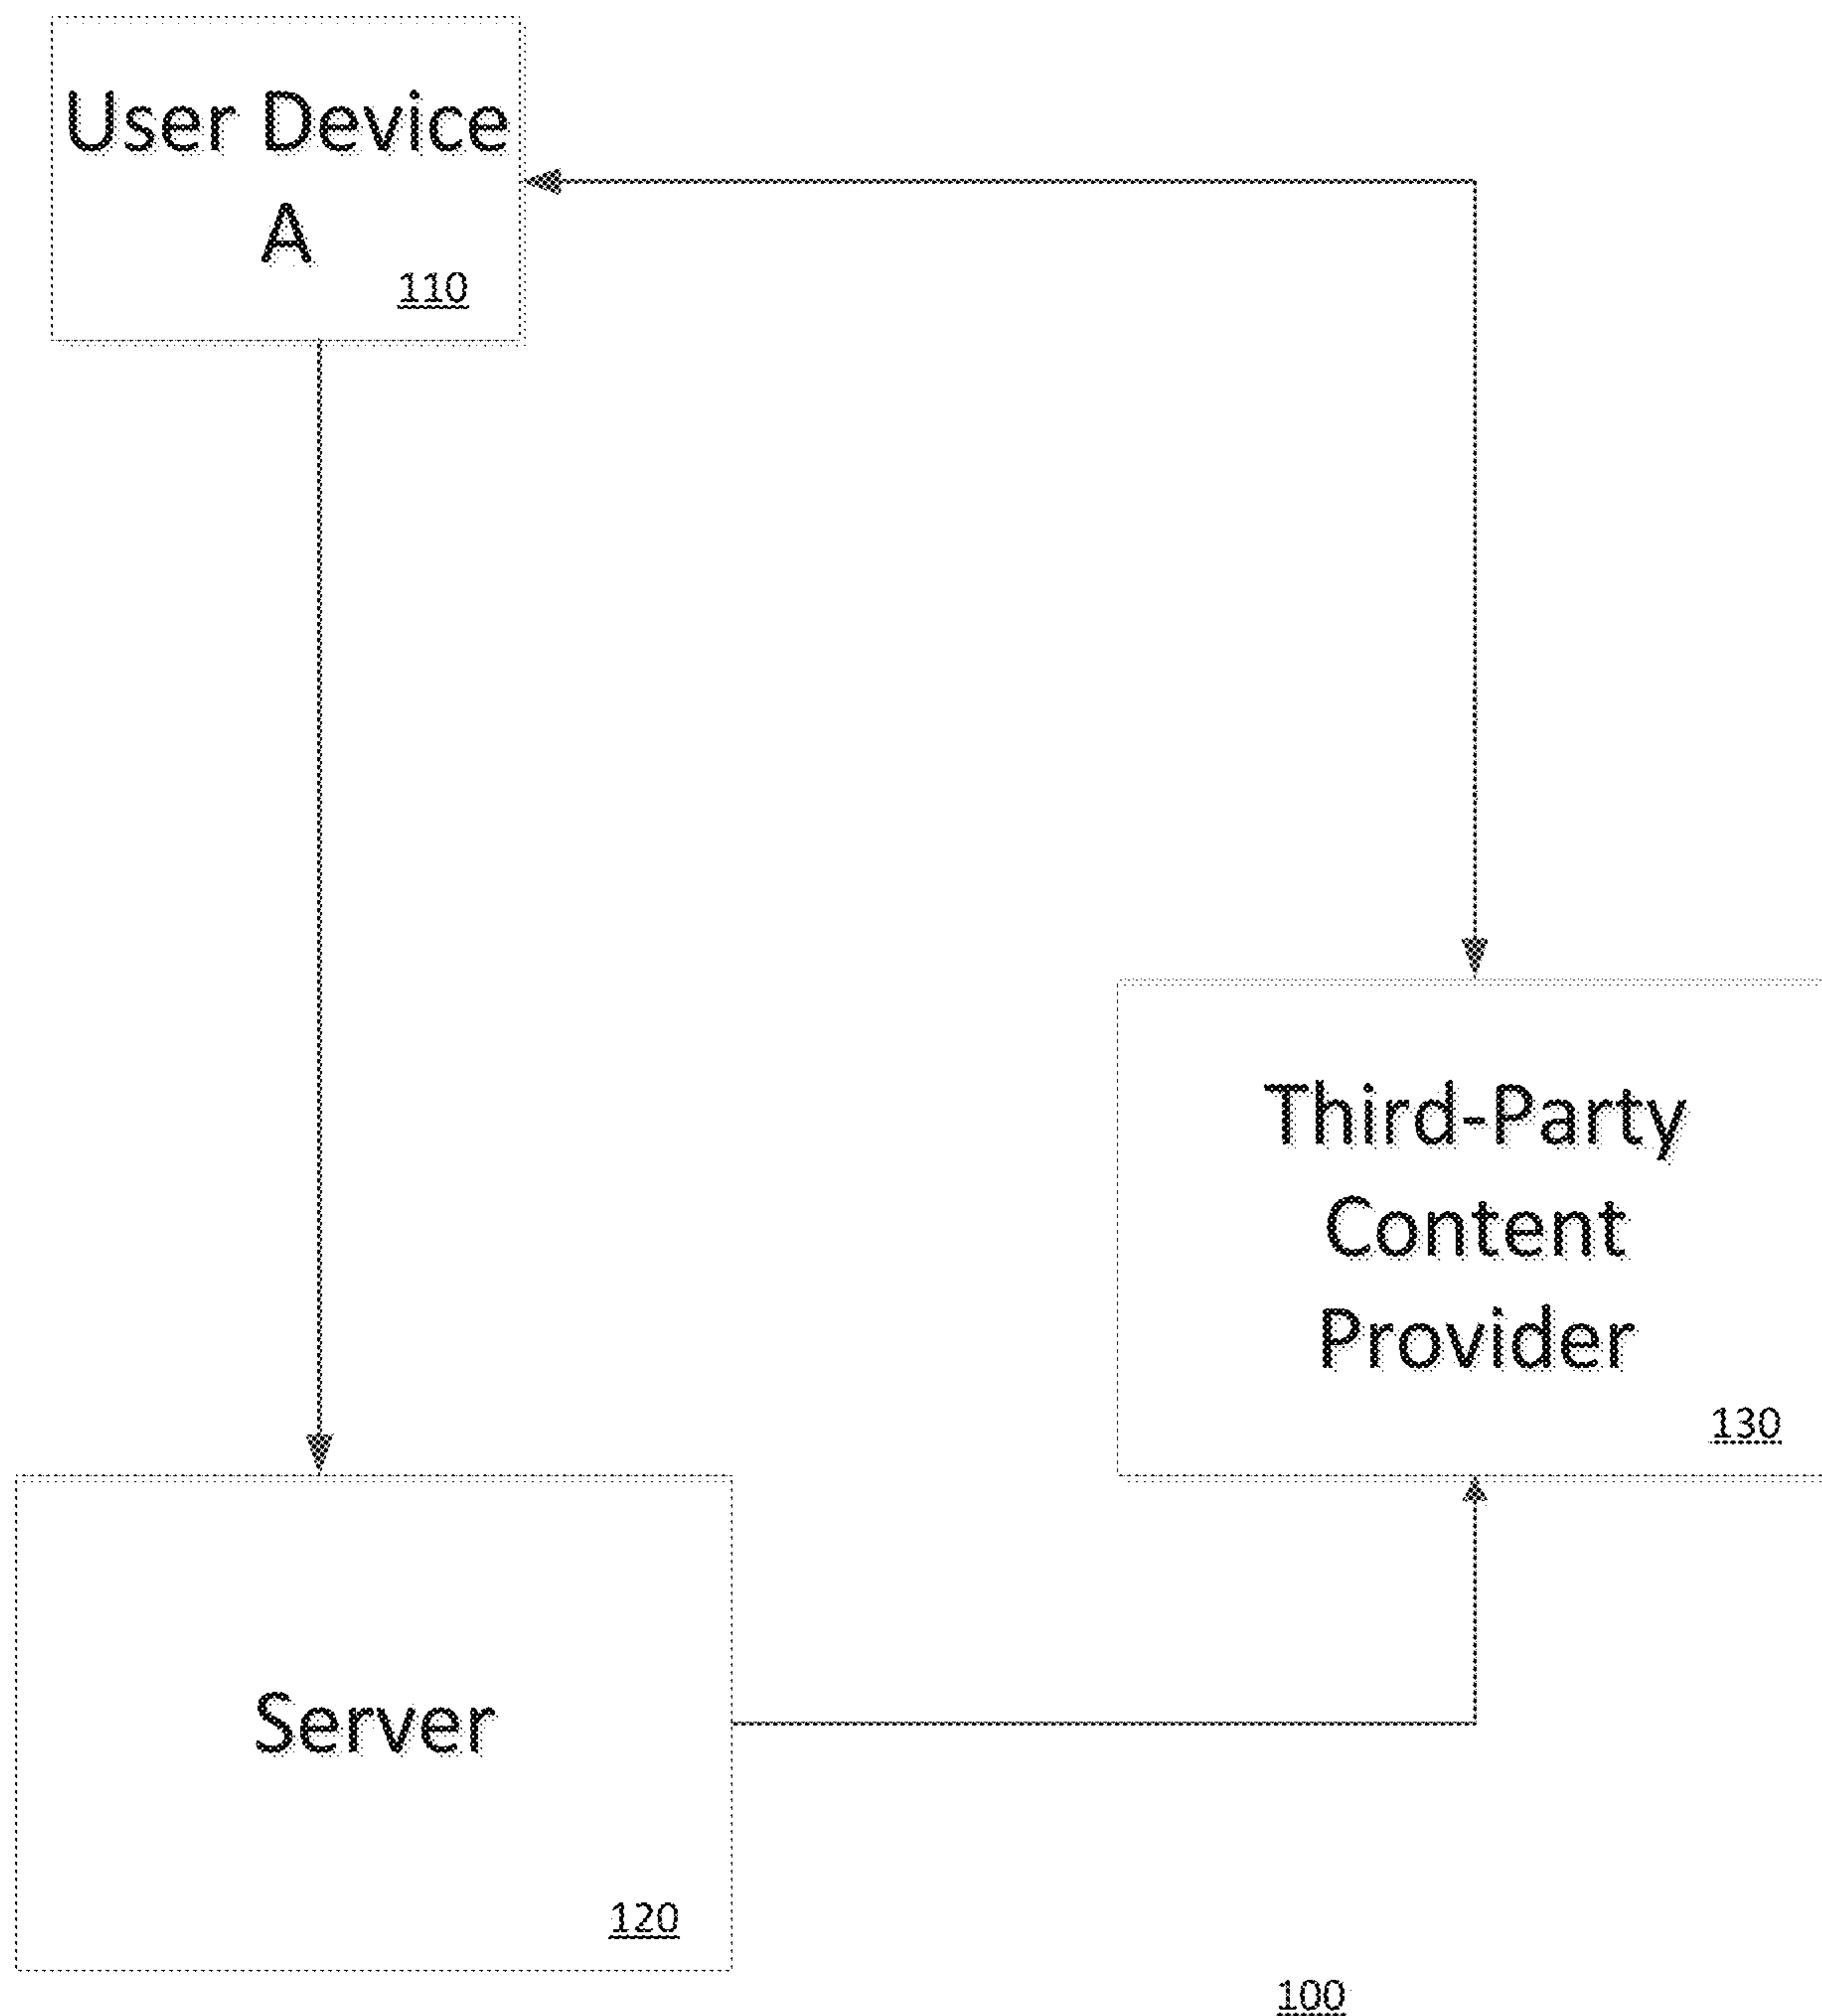 User Device
A
110
Third-Party
Content
Provider
130
Server
120
100